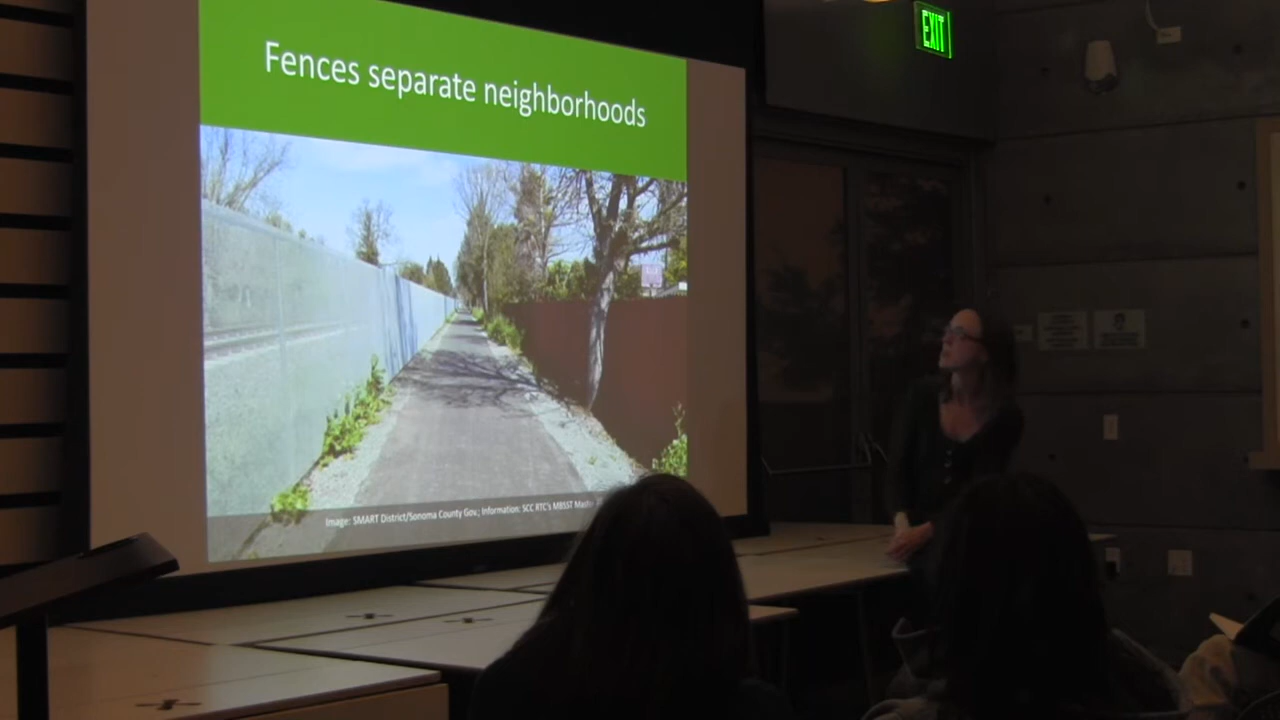 EXIT
Fences separate neighborhoods
Image: SMART District/Sonoma County Gov.; Information: SCC RTC's MBSST